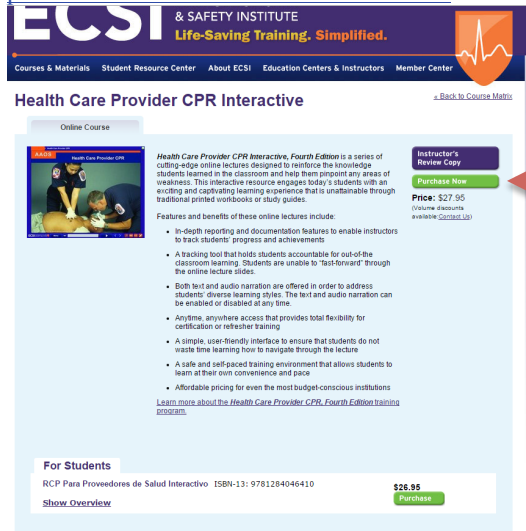 ECSI
& SAFETY INSTITUTE
Life-Saving Training. Simplified.
Courses & Materials Student Resource Center About ECSI Education Centers & Instructors Member Center
Health Care Provider CPR Interactive
« Back to Course Matrix
Online Course
AAOS
Health Care Provider CPR
Health Care Provider CPR Interactive, Fourth Edition is a series of
cutting-edge online lectures designed to reinforce the knowledge
students learned in the classroom and help them pinpoint any areas of
weakness. This interactive resource engages today's students with an
exciting and captivating learning experience that is unattainable through
traditional printed workbooks or study guides.
Features and benefits of these online lectures include:
• In-depth reporting and documentation features to enable instructors
to track students' progress and achievements
• A tracking tool that holds students accountable for out-of-the
classroom learning. Students are unable to "fast-forward" through
the online lecture slides.
• Both text and audio narration are offered in order to address
students' diverse learning styles. The text and audio narration can
be enabled or disabled at any time.
• Anytime, anywhere access that provides total flexibility for
certification or refresher training
• A simple, user-friendly interface to ensure that students do not
waste time learning how to navigate through the lecture
• A safe and self-paced training environment that allows students to
learn at their own convenience and pace
• Affordable pricing for even the most budget-conscious institutions
Learn more about the Health Care Provider CPR, Fourth Edition training
program.
Instructor's
Review Copy
Purchase Now
Price: $27.95
(Volume discounts
available: Contact Us)
For Students
RCP Para Proveedores de Salud Interactivo ISBN-13: 9781284046410
$26.95
Purchase
Show Overview